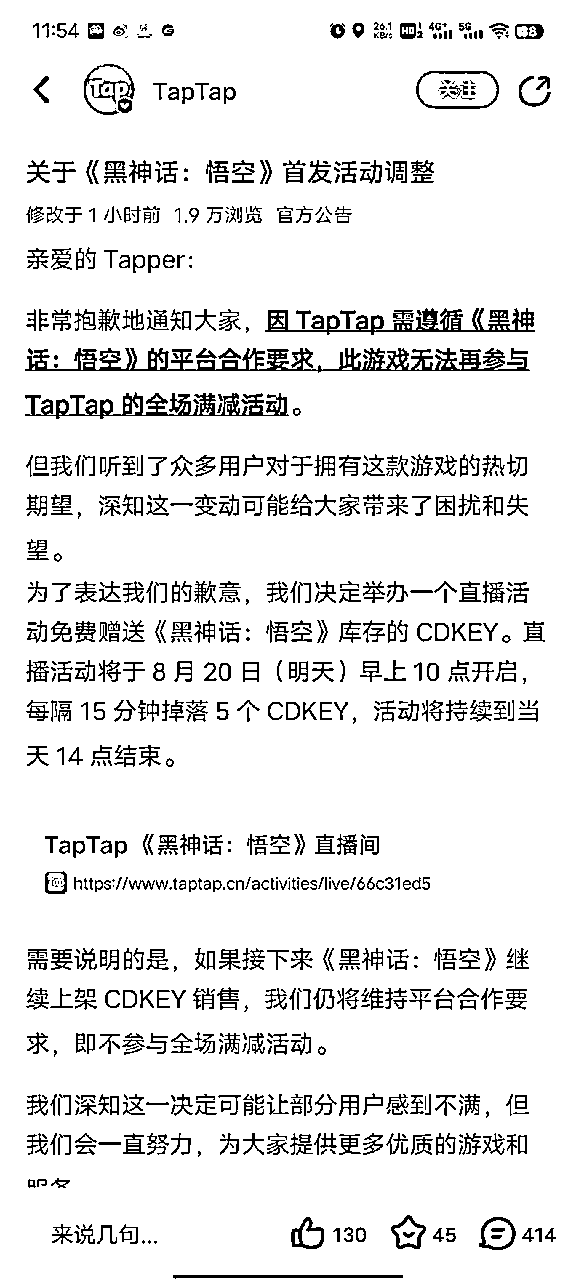 11:54
26.1 KB/S HD 4G+ 5G 68
TapTap
关注
关于《黑神话：悟空》首发活动调整
修改于 1 小时前 1.9 万浏览 官方公告
亲爱的 Tapper：
非常抱歉地通知大家，因 TapTap 需遵循《黑神
话：悟空》的平台合作要求，此游戏无法再参与
TapTap 的全场满减活动。
但我们听到了众多用户对于拥有这款游戏的热切
期望，深知这一变动可能给大家带来了困扰和失
望。
为了表达我们的歉意，我们决定举办一个直播活
动免费赠送《黑神话：悟空》库存的 CDKEY。直
播活动将于 8 月 20 日（明天）早上 10 点开启，
每隔 15 分钟掉落 5 个 CDKEY，活动将持续到当
天 14 点结束。
TapTap 《黑神话：悟空》直播间
https://www.taptap.cn/activities/live/66c31ed5
需要说明的是，如果接下来《黑神话：悟空》继
续上架 CDKEY 销售，我们仍将维持平台合作要
求，即不参与全场满减活动。
我们深知这一决定可能让部分用户感到不满，但
我们会一直努力，为大家提供更多优质的游戏和
来说几句... 130 45 414